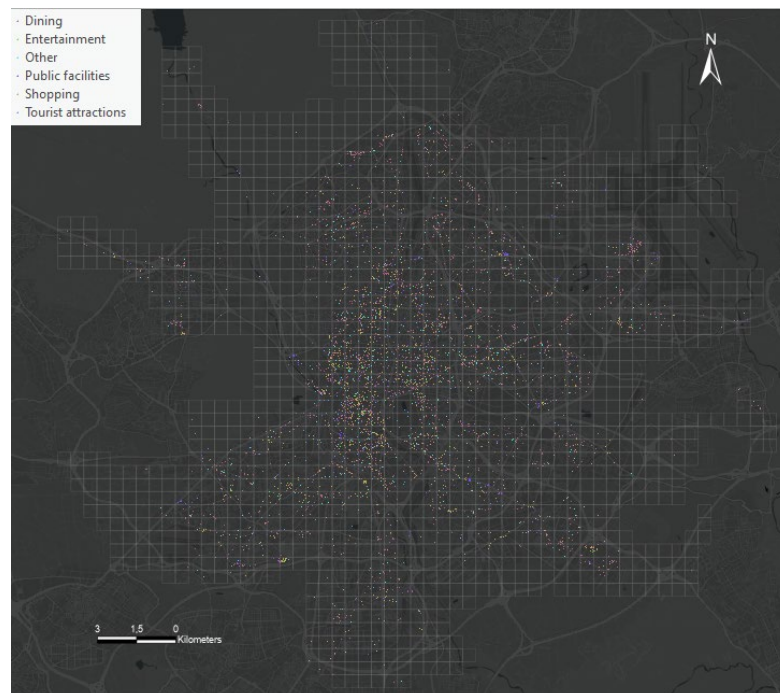 Dining
Entertainment
Other
Public facilities
Shopping
Tourist attractions
N
3 1,5 0
Kilometers